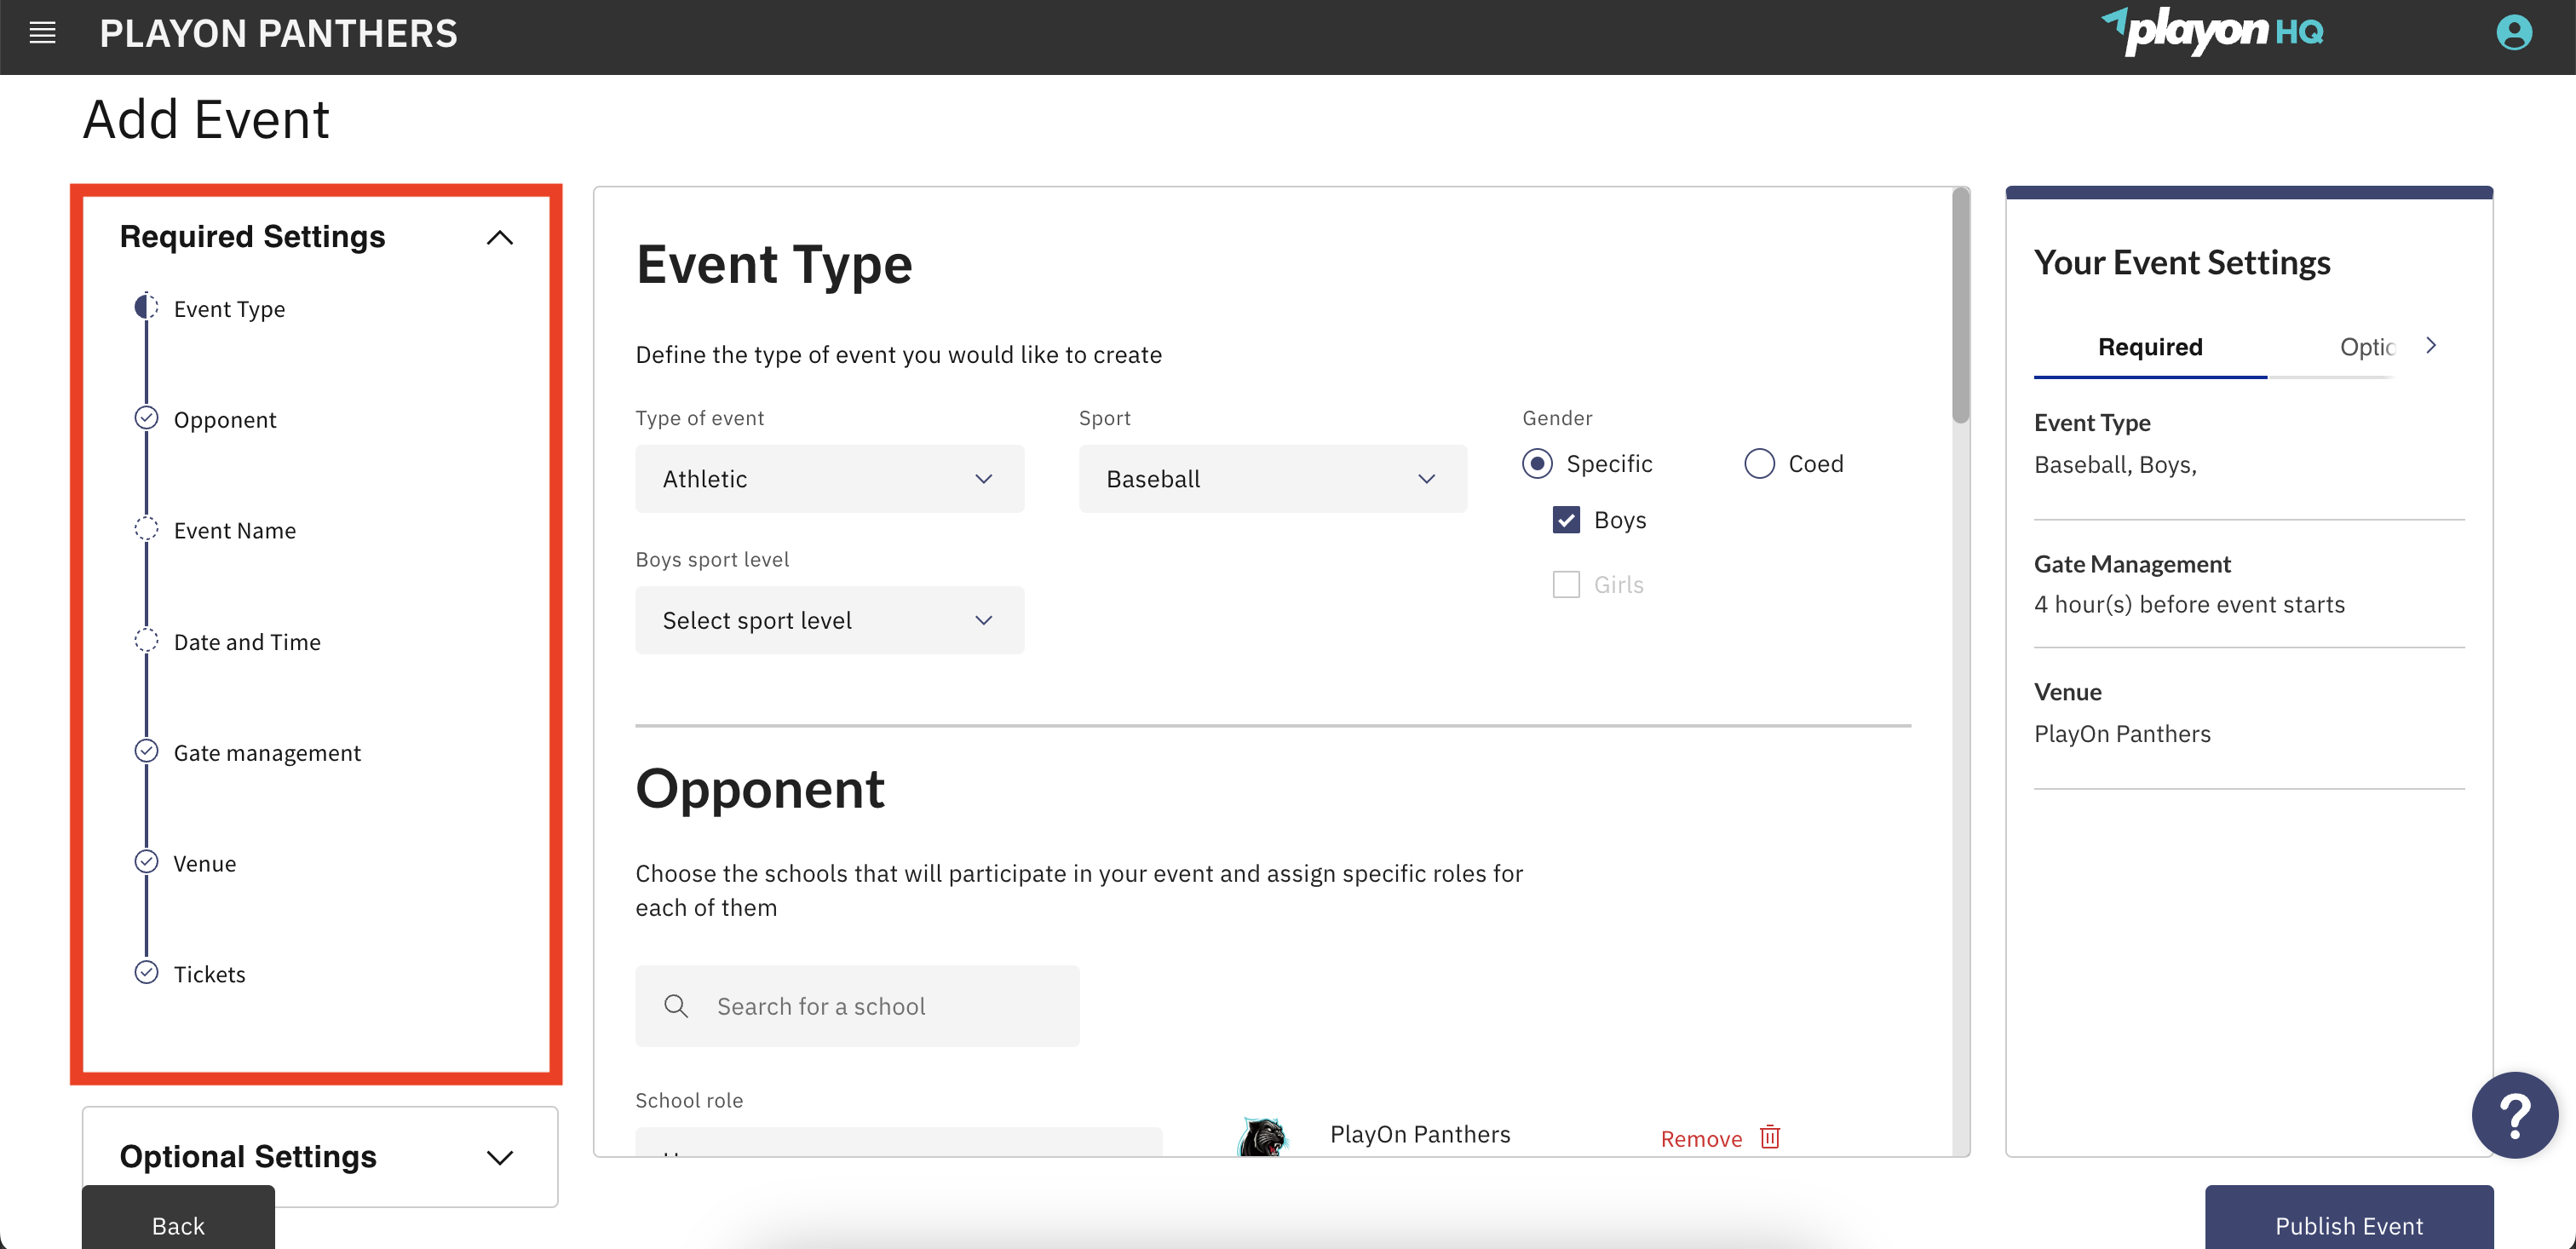 PLAYON PANTHERS
playon HQ
Add Event
Required Settings
Event Type
Opponent
Event Name
Date and Time
Gate management
Venue
Tickets
Optional Settings
Back
Event Type
Define the type of event you would like to create
Type of event
Athletic
Sport
Baseball
Gender
Specific
Coed
Boys
Girls
Boys sport level
Select sport level
Opponent
Choose the schools that will participate in your event and assign specific roles for
each of them
Search for a school
School role
PlayOn Panthers
Remove
Your Event Settings
Required
Optio
Event Type
Baseball, Boys,
Gate Management
4 hour(s) before event starts
Venue
PlayOn Panthers
?
Publish Event